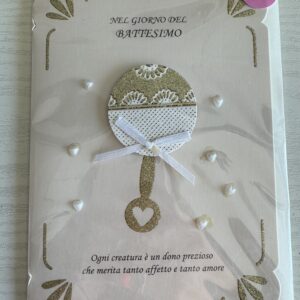 NEL GIORNO DEL
BATTESIMO
Ogni creatura è un dono prezioso
che merita tanto affetto e tanto amore